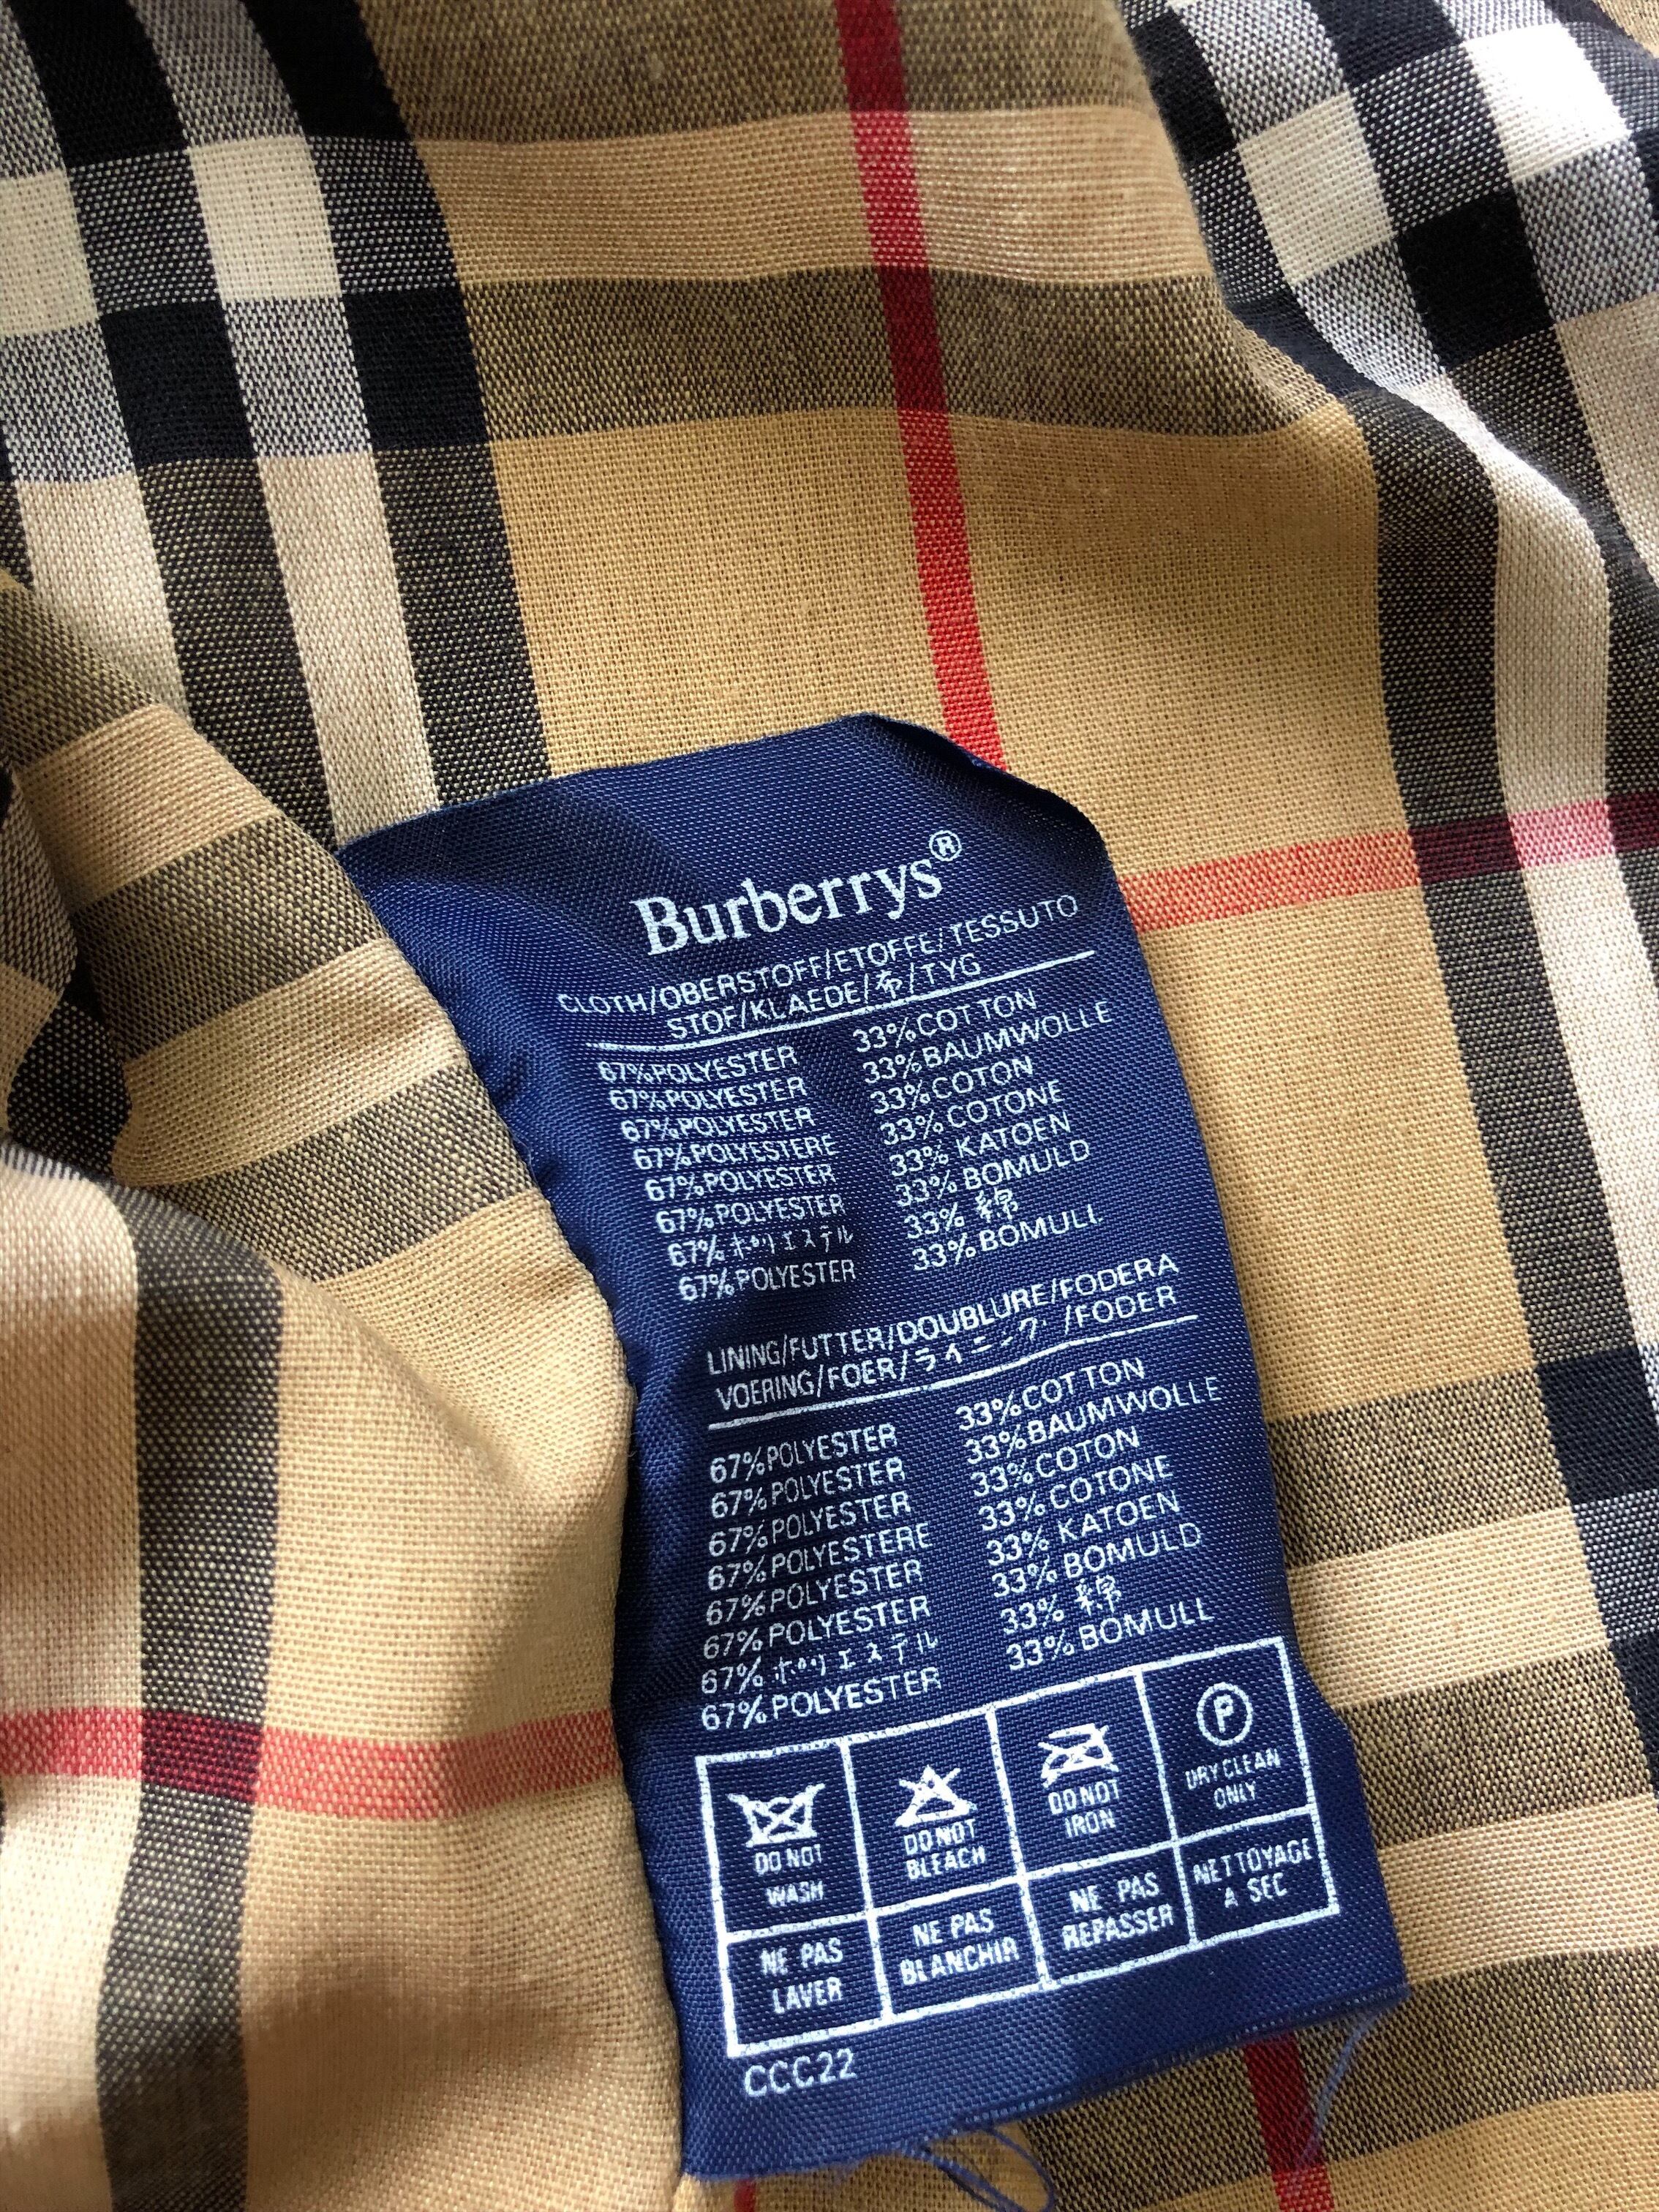 Burberrys®
CLOTH/OBERSTOFF/ETOFFE/TESSUTO
STOF/KLAEDE/布/TYG
67%POLYESTER 33%COTTON
67%POLYESTER 33%BAUMWOLLE
67%POLYESTER 33%COTON
67%POLYESTERE 33%COTONE
67%POLYESTER 33% KATOEN
67%POLYESTER 33% BOMULD
67%ポリエステル 33% 綿
67%POLYESTER 33%BOMULL
LINING/FUTTER/DOUBLURE/FODERA
VOERING/FOER/ライニング/FODER
67%POLYESTER 33%COTTON
67%POLYESTER 33%BAUMWOLLE
67%POLYESTER 33%COTON
67%POLYESTERE 33% COTONE
67%POLYESTER 33% KATOEN
67%POLYESTER 33% BOMULD
67%ポリエステル 33% 綿
67%POLYESTER 33%BOMULL
DO NOT
WASH
DO NOT
BLEACH
DO NOT
IRON
P
DRY CLEAN
ONLY
NE PAS
LAVER
NE PAS
BLANCHIR
NE PAS
REPASSER
NETTOYAGE
A SEC
CCC22